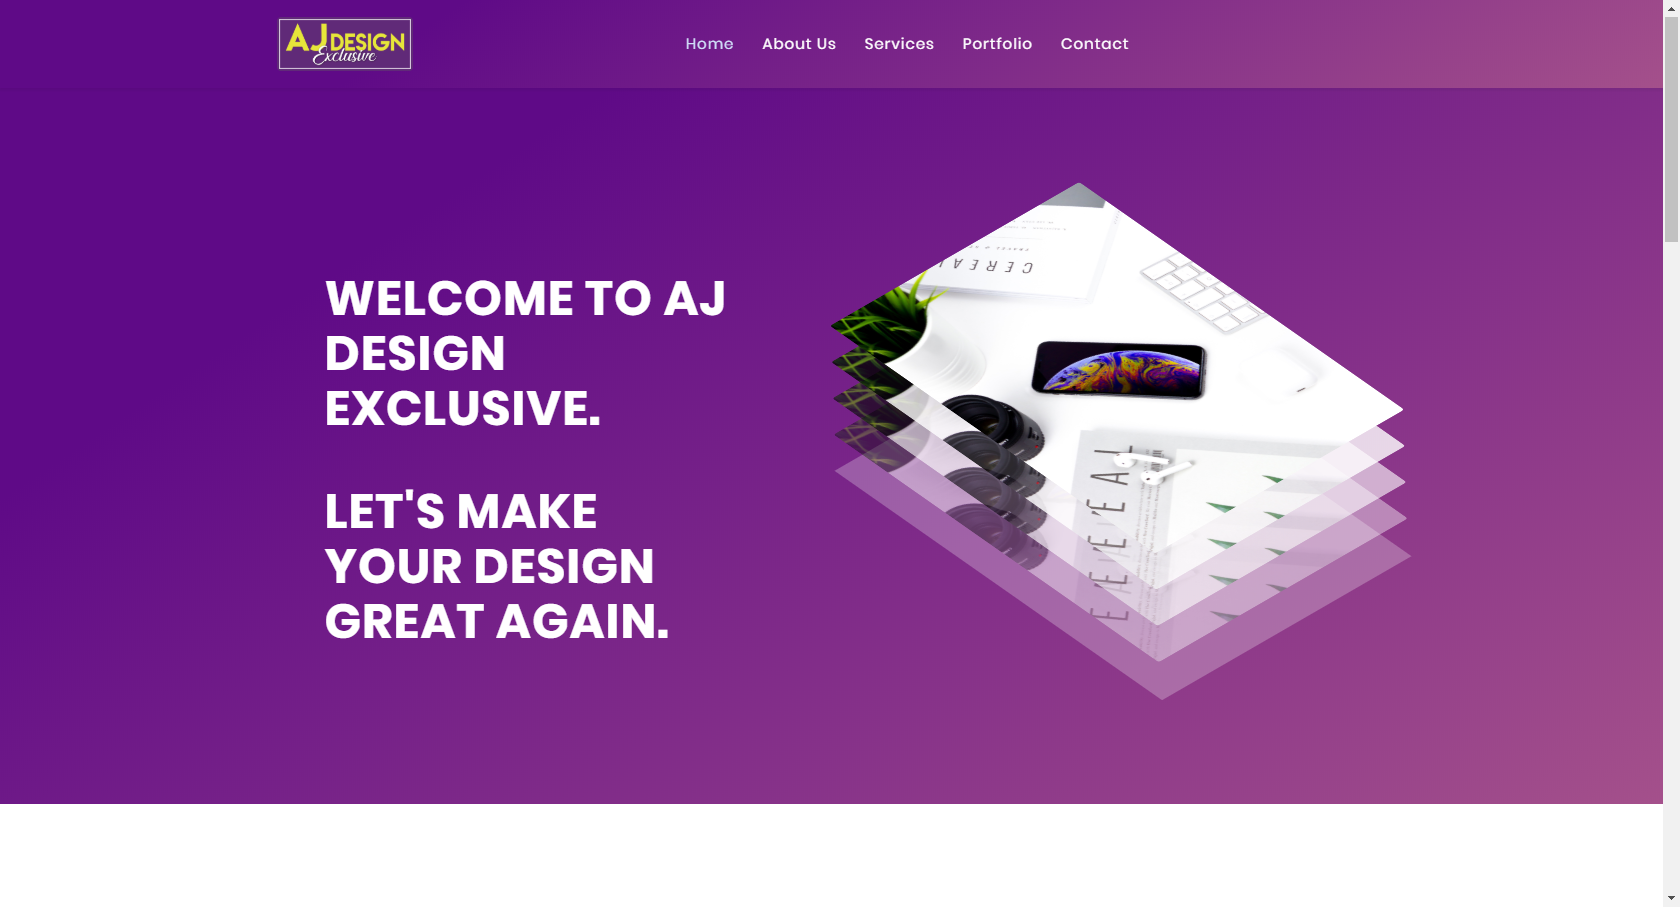 AJ DESIGN
Exclusive
Home About Us Services Portfolio Contact
WELCOME TO AJ
DESIGN
EXCLUSIVE.
LET'S MAKE
YOUR DESIGN
GREAT AGAIN.
CEREAL